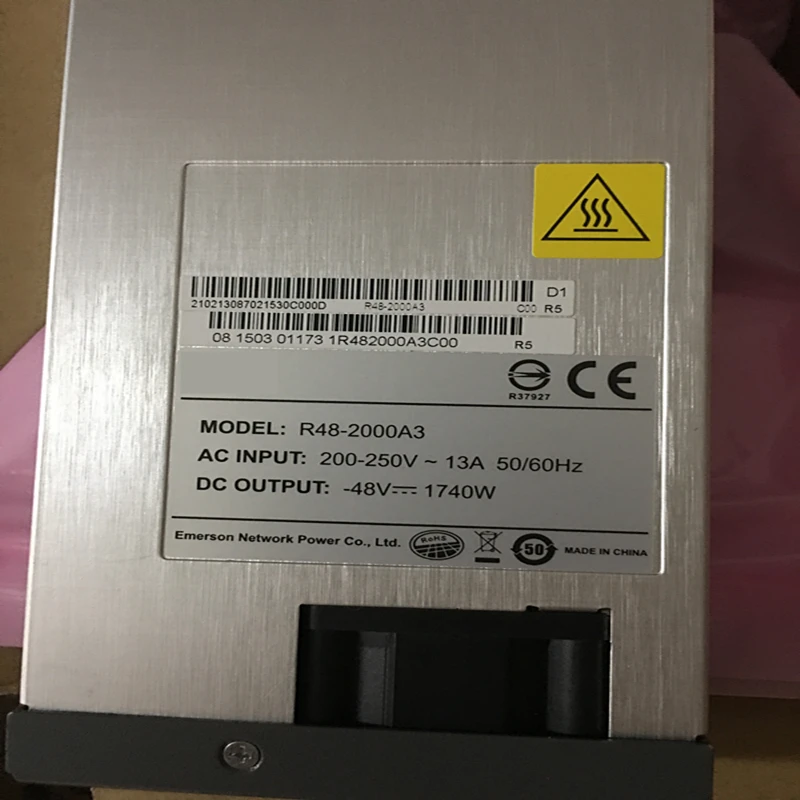 D1
210213087021530C000D R48-2000A3 C00 R5
08 1503 01173 1R482000A3C00 R5
R37927
CE
MODEL: R48-2000A3
AC INPUT: 200-250V ~ 13A 50/60Hz
DC OUTPUT: -48V⎓ 1740W
Emerson Network Power Co., Ltd. RoHS 50 MADE IN CHINA